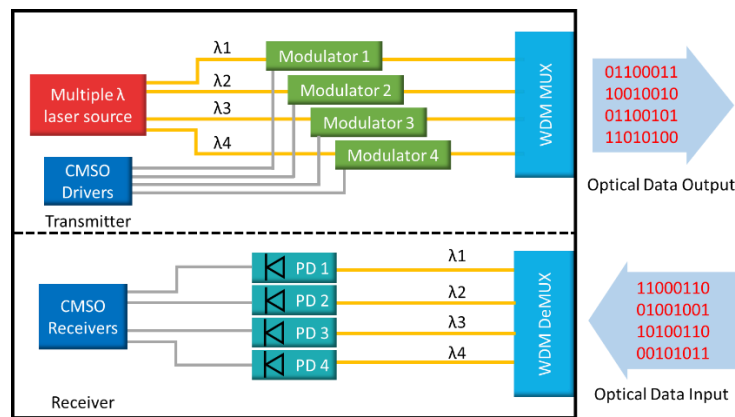 λ1
Modulator 1
λ2
Modulator 2
Multiple λ
laser source
λ3
Modulator 3
λ4
Modulator 4
WDM MUX
01100011
10010010
01100101
11010100
CMSO
Drivers
Optical Data Output
Transmitter
PD 1
λ1
PD 2
λ2
CMSO
Receivers
PD 3
λ3
PD 4
λ4
WDM DeMUX
11000110
01001001
10100110
00101011
Receiver
Optical Data Input